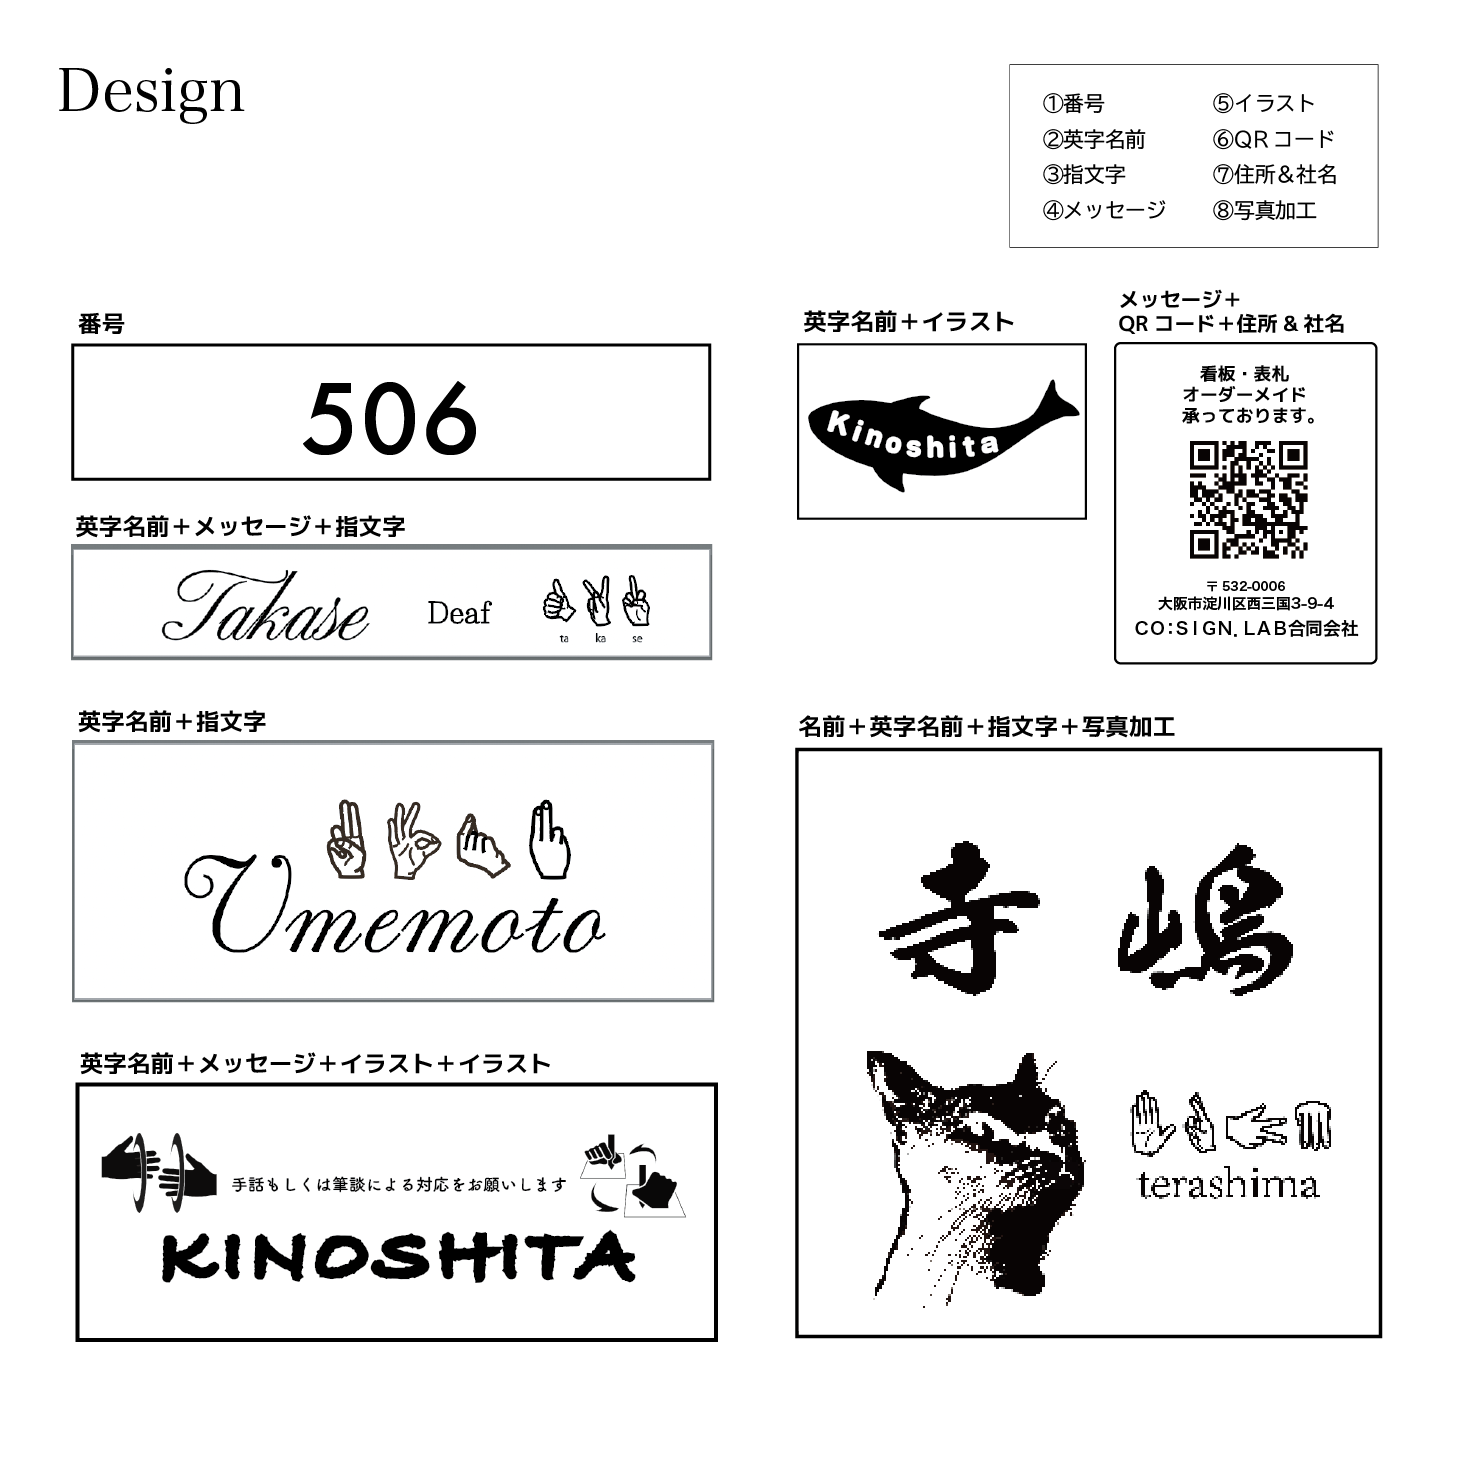 Design
①番号
②英字名前
③指文字
④メッセージ
⑤イラスト
⑥QRコード
⑦住所&社名
⑧写真加工
番号
506
英字名前＋メッセージ＋指文字
Takase
Deaf
ta ka se
英字名前＋指文字
Umemoto
英字名前＋メッセージ＋イラスト＋イラスト
手話もしくは筆談による対応をお願いします
KINOSHITA
英字名前＋イラスト
Kinoshita
メッセージ＋
QRコード＋住所&社名
看板・表札
オーダーメイド
承っております。
〒532-0006
大阪市淀川区西三国3-9-4
CO:SIGN. LAB合同会社
名前＋英字名前＋指文字＋写真加工
寺嶋
terashima